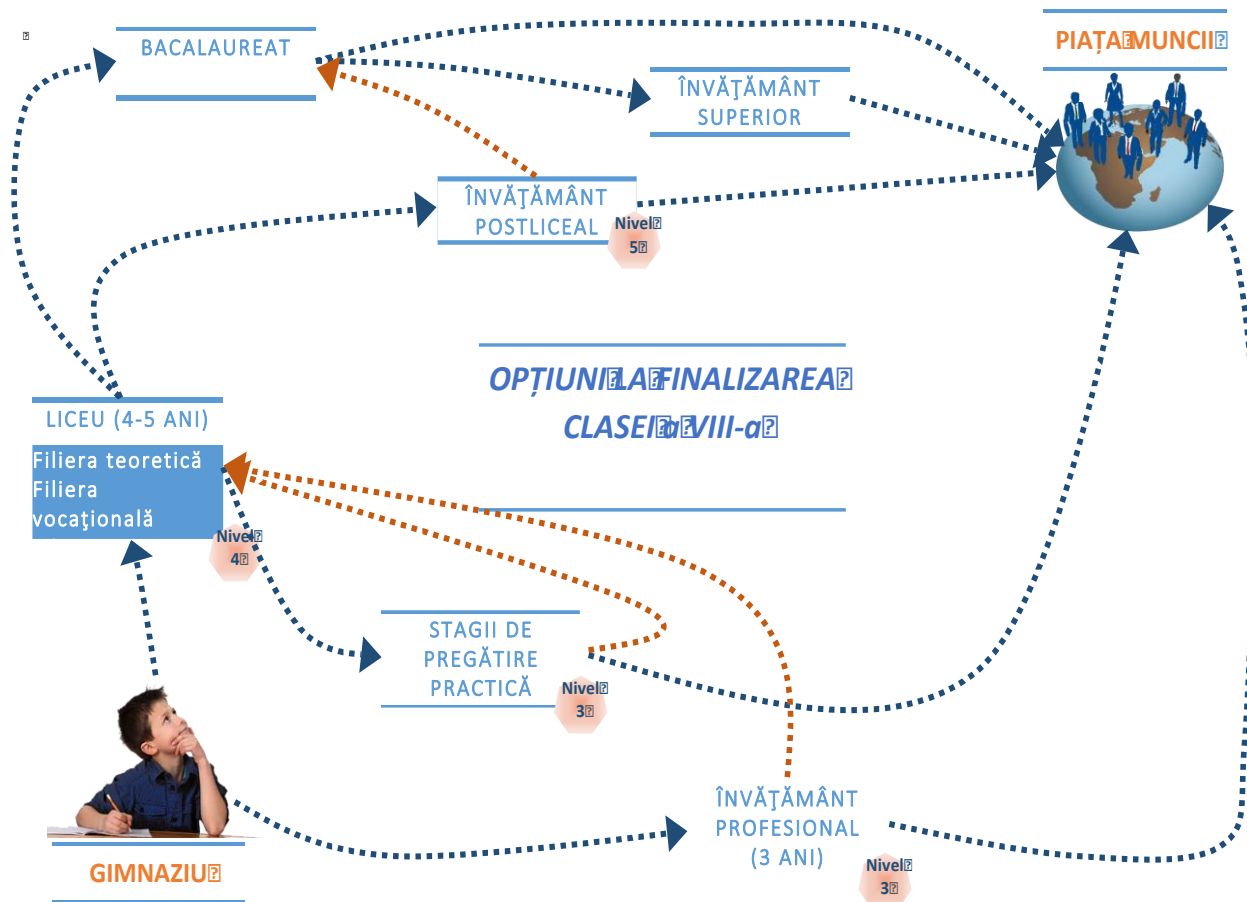 BACALAUREAT
PIAȚA MUNCII
ÎNVĂŢĂMÂNT
SUPERIOR
ÎNVĂŢĂMÂNT
POSTLICEAL
Nivel
5
OPȚIUNI LA FINALIZAREA
CLASEI a VIII-a
LICEU (4-5 ANI)
Filiera teoretică
Filiera
vocaţională
Nivel
4
STAGII DE
PREGĂTIRE
PRACTICĂ
Nivel
3
ÎNVĂŢĂMÂNT
PROFESIONAL
(3 ANI)
Nivel
3
GIMNAZIU